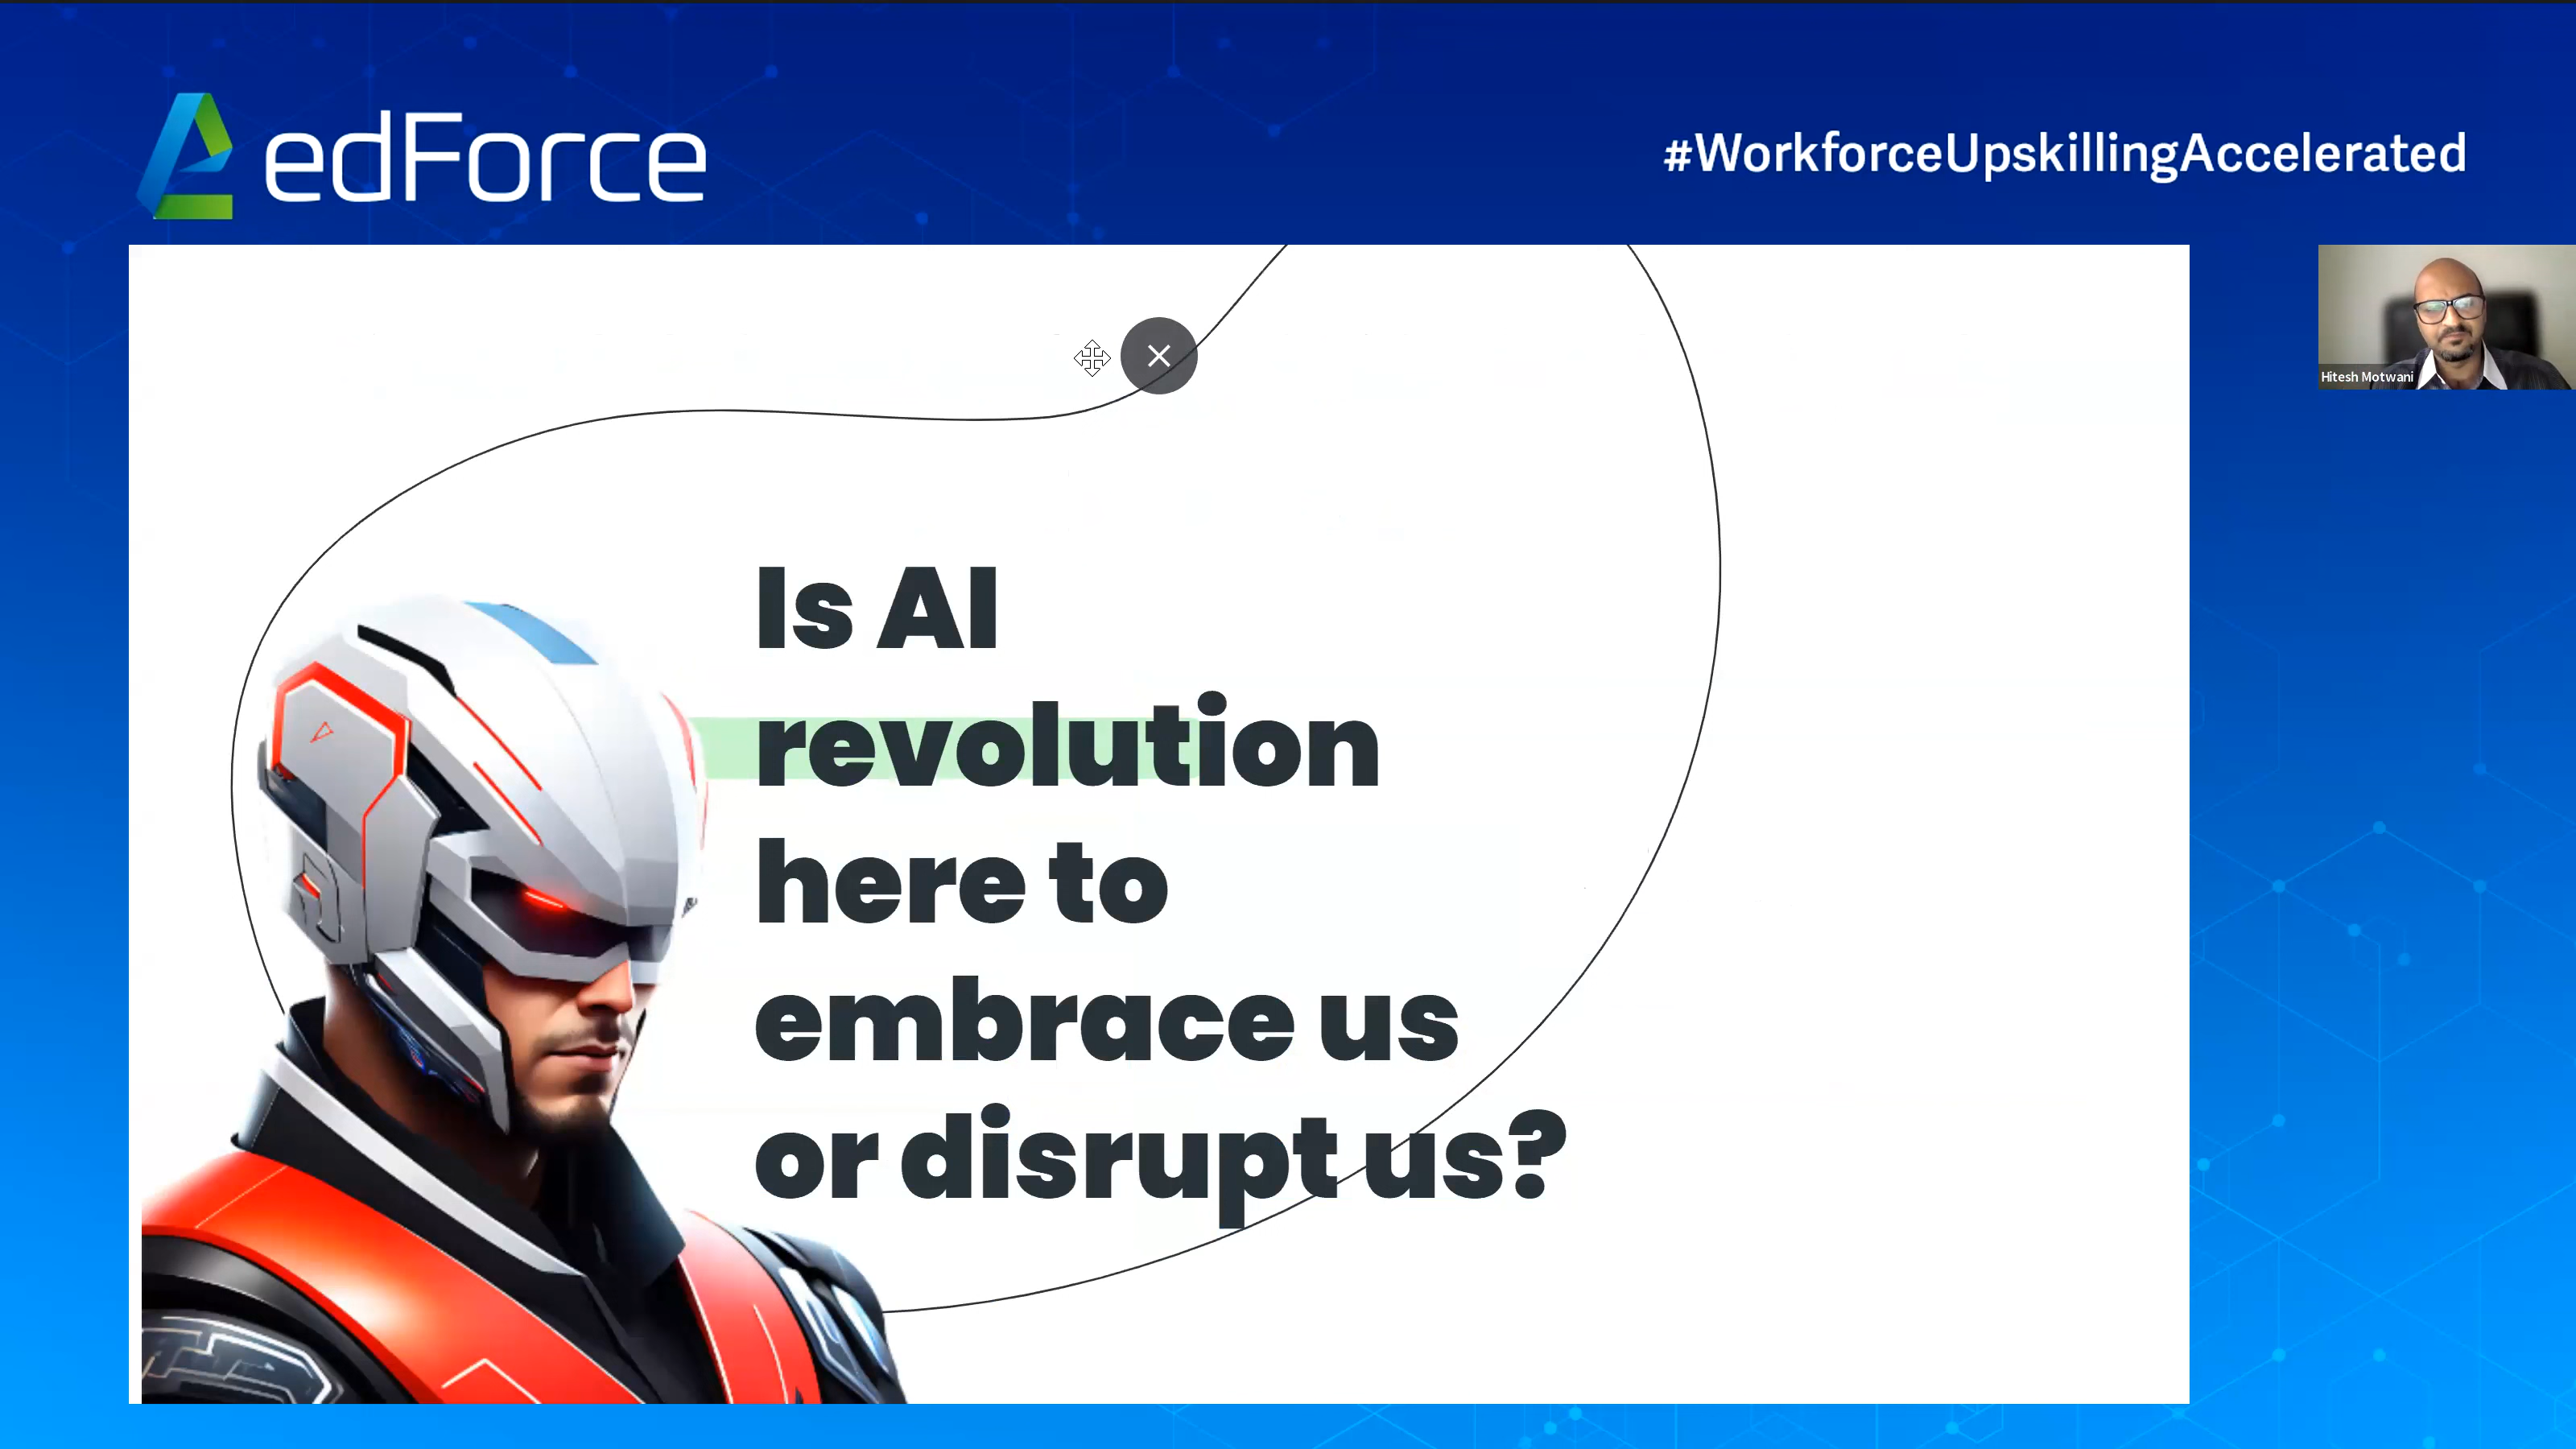 edForce
#WorkforceUpskillingAccelerated
Hitesh Motwani
Is AI
revolution
here to
embrace us
or disrupt us?